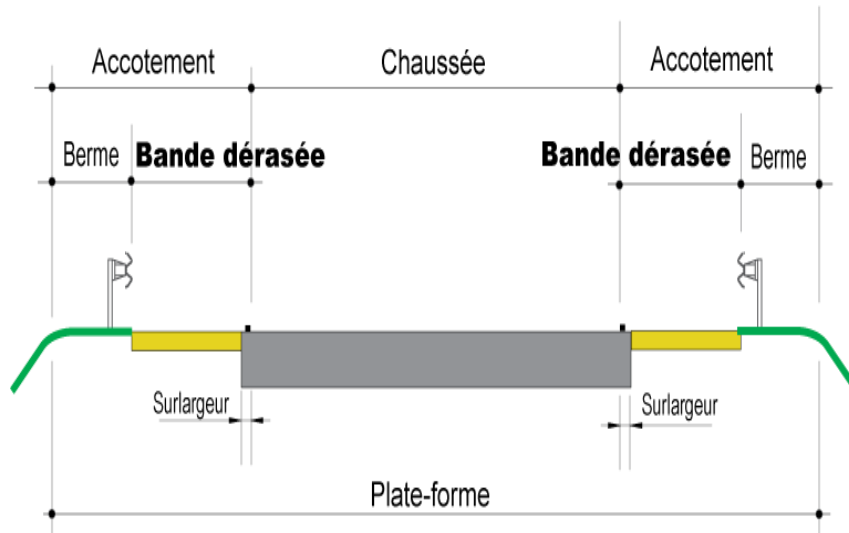 Accotement Chaussée Accotement
Berme Bande dérasée Bande dérasée Berme
Surlargeur Surlargeur
Plate-forme